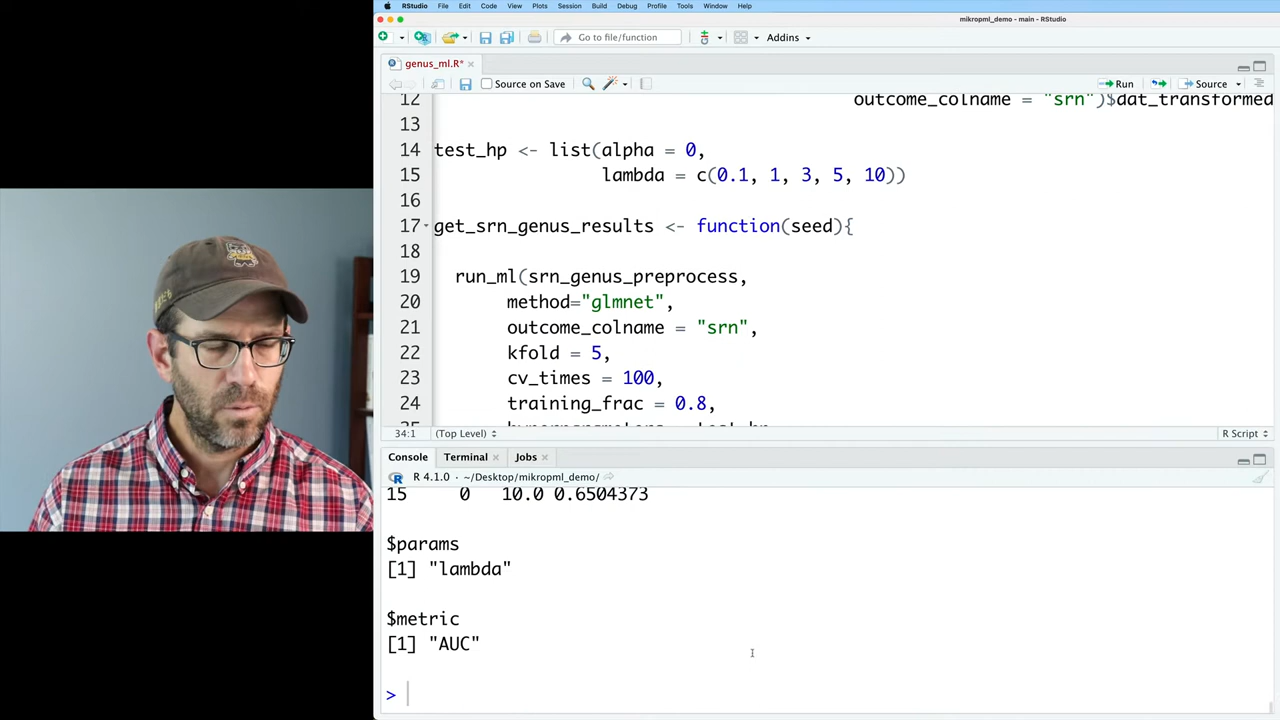 RStudio File Edit Code View Plots Session Build Debug Profile Tools Window Help
mikropml_demo - main - RStudio
Go to file/function Addins
genus_ml.R*
Source on Save Run Source
12 outcome_colname = "srn")$dat_transformed
13
14 test_hp <- list(alpha = 0,
15 lambda = c(0.1, 1, 3, 5, 10))
16
17 get_srn_genus_results <- function(seed){
18
19 run_ml(srn_genus_preprocess,
20 method="glmnet",
21 outcome_colname = "srn",
22 kfold = 5,
23 cv_times = 100,
24 training_frac = 0.8,
34:1 (Top Level) R Script
Console Terminal Jobs
R 4.1.0 · ~/Desktop/mikropml_demo/
15 0 10.0 0.6504373
$params
[1] "lambda"
$metric
[1] "AUC"
>